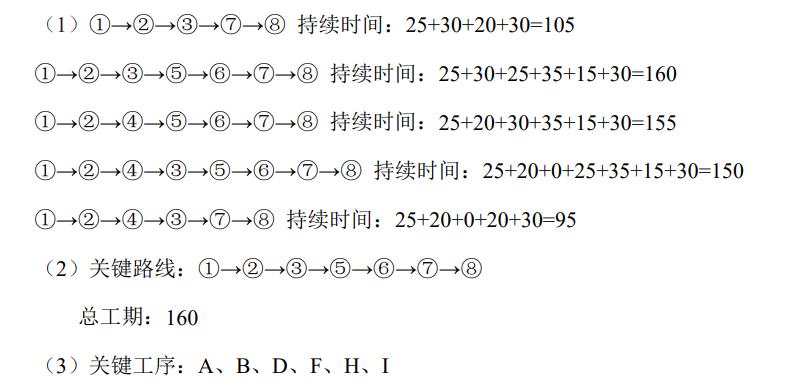 （1）①→②→③→⑦→⑧ 持续时间：25+30+20+30=105
①→②→③→⑤→⑥→⑦→⑧ 持续时间：25+30+25+35+15+30=160
①→②→④→⑤→⑥→⑦→⑧ 持续时间：25+20+30+35+15+30=155
①→②→④→③→⑤→⑥→⑦→⑧ 持续时间：25+20+0+25+35+15+30=150
①→②→④→③→⑦→⑧ 持续时间：25+20+0+20+30=95
（2）关键路线：①→②→③→⑤→⑥→⑦→⑧
总工期：160
（3）关键工序：A、B、D、F、H、I